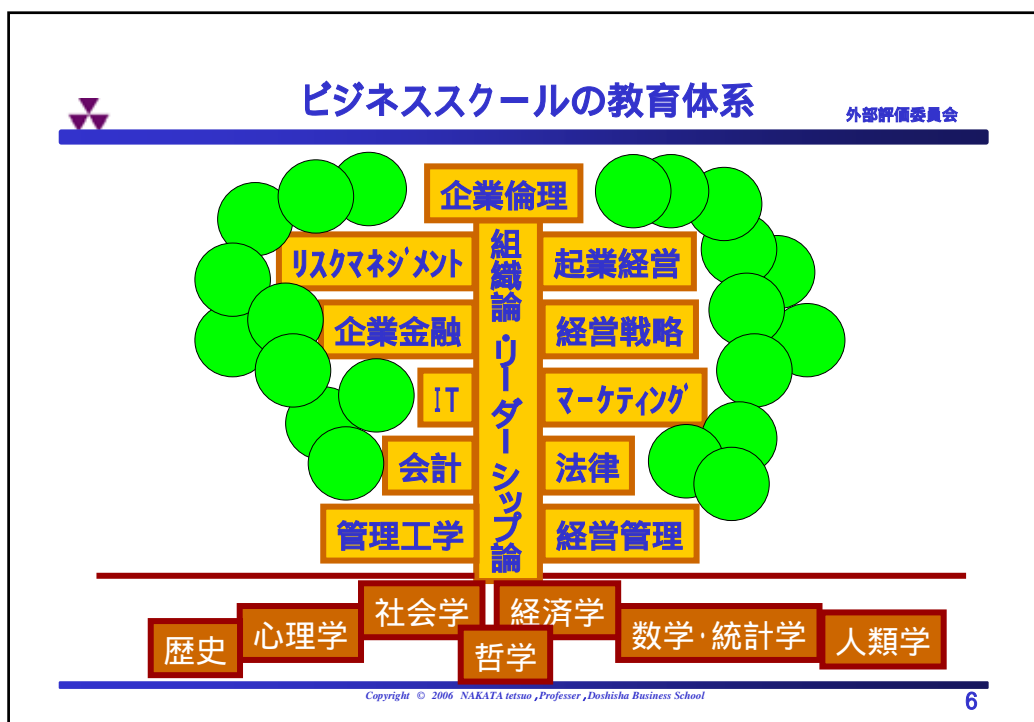 ビジネススクールの教育体系
外部評価委員会
企業倫理
組織論・リーダーシップ論
リスクマネジメント
起業経営
企業金融
経営戦略
IT
マーケティング
会計
法律
管理工学
経営管理
社会学
経済学
歴史
心理学
哲学
数学・統計学
人類学
Copyright © 2006 NAKATA tetsuo ,Professer ,Doshisha Business School
6